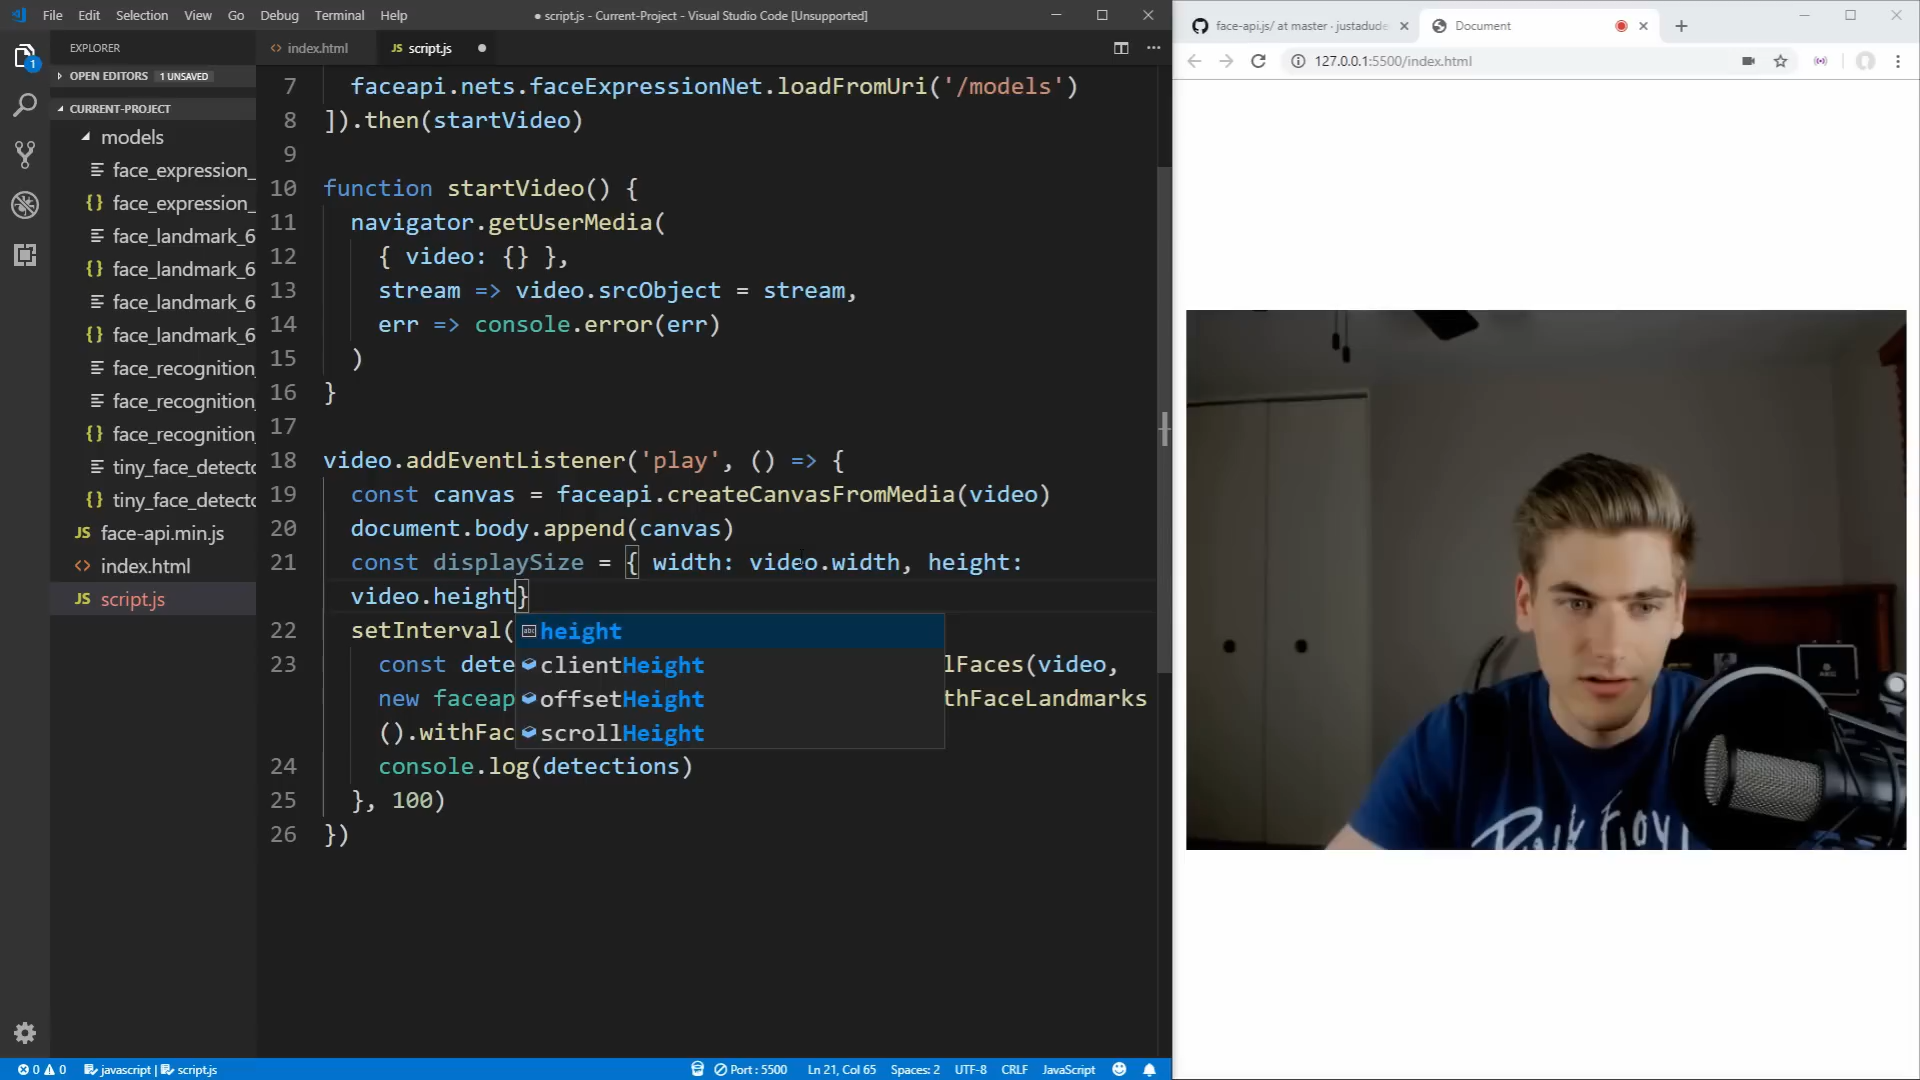 File Edit Selection View Go Debug Terminal Help
● script.js - Current-Project - Visual Studio Code [Unsupported]
EXPLORER
OPEN EDITORS 1 UNSAVED
CURRENT-PROJECT
models
face_expression_
face_expression_
face_landmark_6
face_landmark_6
face_landmark_6
face_landmark_6
face_recognition_
face_recognition_
face_recognition_
tiny_face_detecto
tiny_face_detecto
JS face-api.min.js
<> index.html
JS script.js
<> index.html
JS script.js
7 faceapi.nets.faceExpressionNet.loadFromUri('/models')
8 ]).then(startVideo)
9
10 function startVideo() {
11 navigator.getUserMedia(
12 { video: {} },
13 stream => video.srcObject = stream,
14 err => console.error(err)
15 )
16 }
17
18 video.addEventListener('play', () => {
19 const canvas = faceapi.createCanvasFromMedia(video)
20 document.body.append(canvas)
21 const displaySize = { width: video.width, height:
video.height}
22 setInterval(
23 const dete lFaces(video,
new faceap thFaceLandmarks
().withFac
24 console.log(detections)
25 }, 100)
26 })
height
clientHeight
offsetHeight
scrollHeight
0 0 javascript | script.js
Port : 5500 Ln 21, Col 65 Spaces: 2 UTF-8 CRLF JavaScript
face-api.js/ at master · justadude
Document
127.0.0.1:5500/index.html